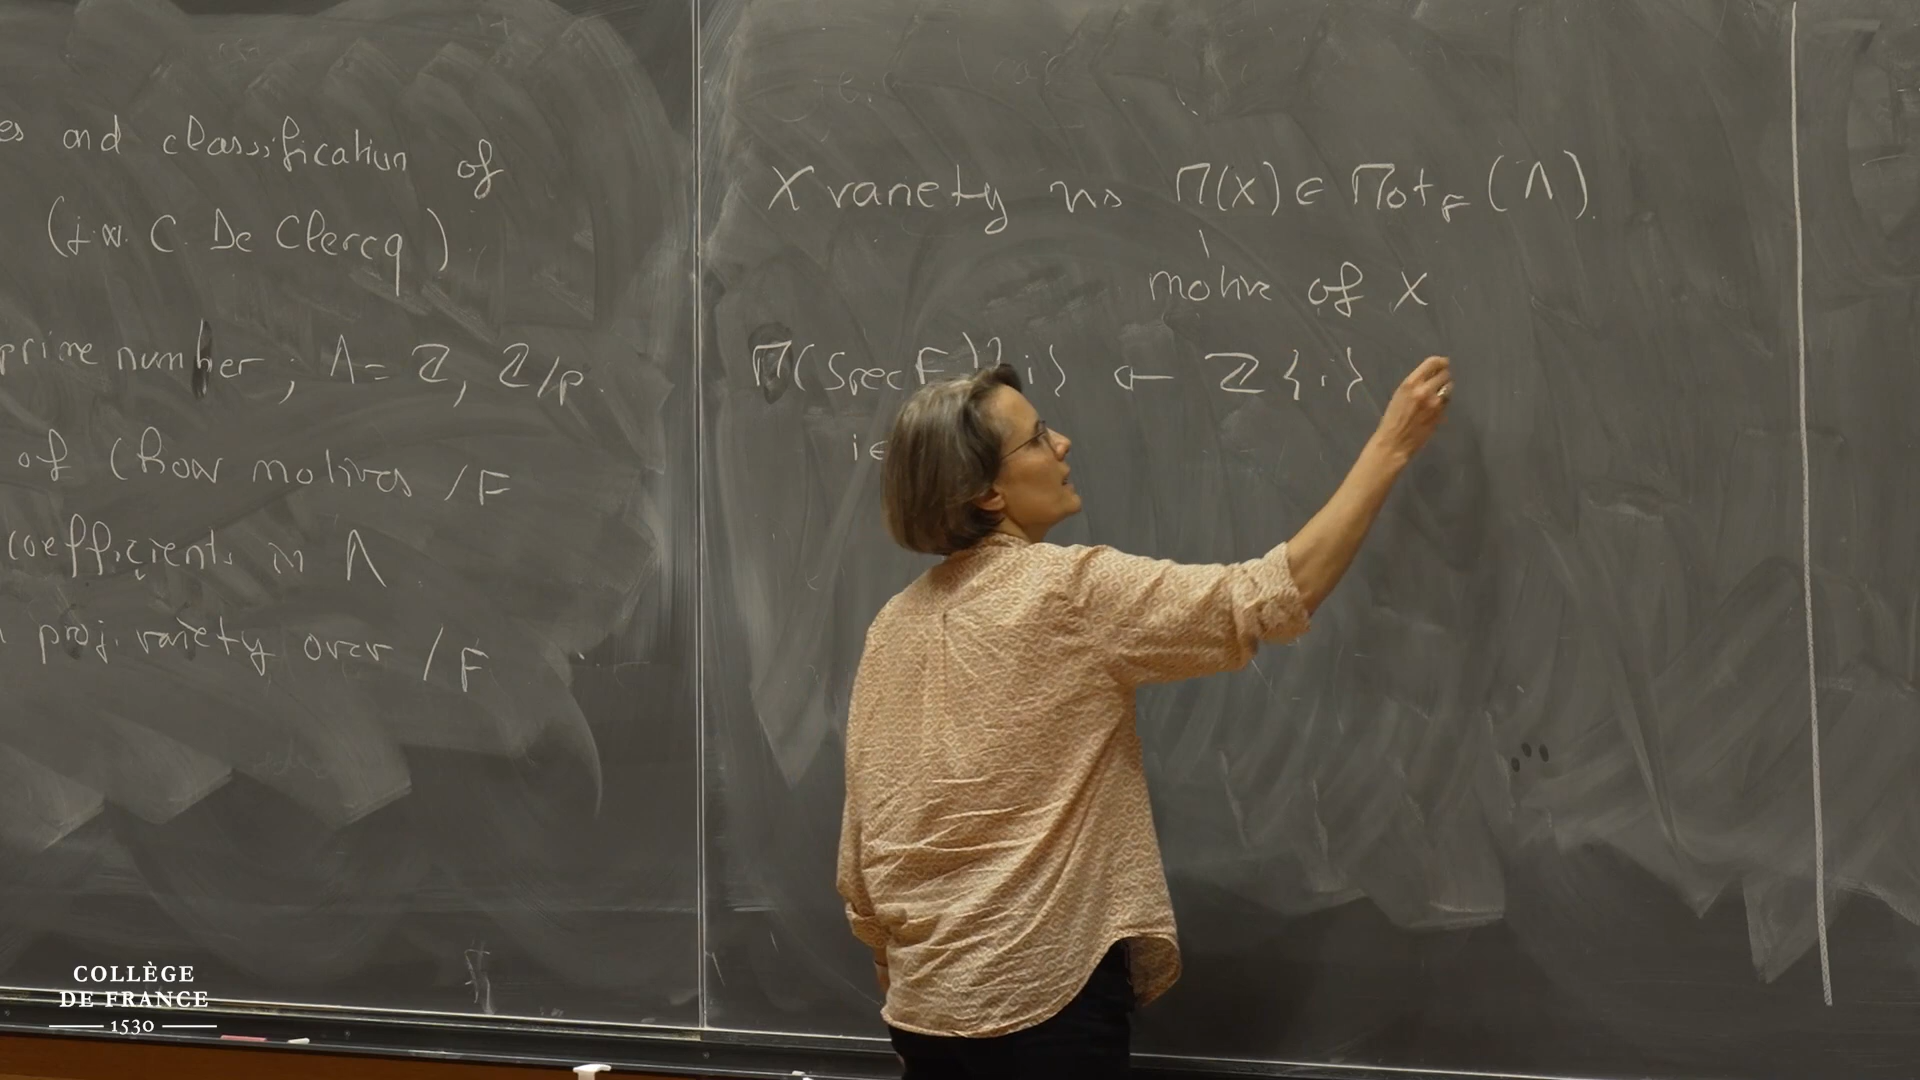 es and classification of
(j.w. C. De Clercq).
prime number ; Λ = ℤ, ℤ/p.
of Chow motives /F
coefficients in Λ
proj. variety over /F
X variety ⇝ M(X) ∈ Mot_F (Λ).
motive of X
M(Spec F){i} ← ℤ{i}
i ∈
COLLÈGE
DE FRANCE
1530